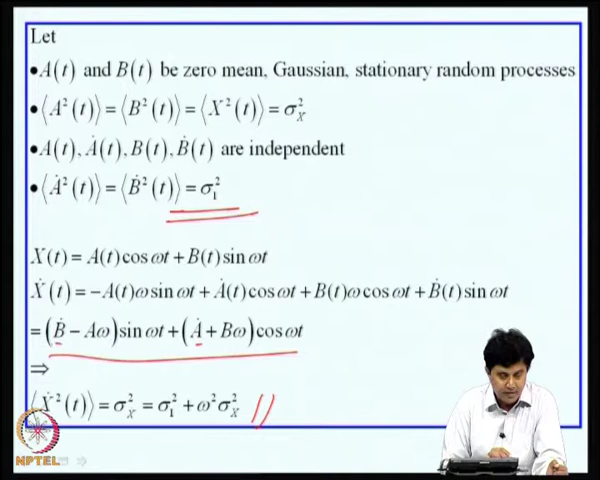 Let
•A(t) and B(t) be zero mean, Gaussian, stationary random processes
•⟨A²(t)⟩ = ⟨B²(t)⟩ = ⟨X²(t)⟩ = σ_X²
•A(t), Ȧ(t), B(t), Ḃ(t) are independent
•⟨Ȧ²(t)⟩ = ⟨Ḃ²(t)⟩ = σ₁²
X(t) = A(t)cos ωt + B(t)sin ωt
Ẋ(t) = −A(t)ω sin ωt + Ȧ(t)cos ωt + B(t)ω cos ωt + Ḃ(t)sin ωt
= (Ḃ − Aω)sin ωt + (Ȧ + Bω)cos ωt
⇒
⟨Ẋ²(t)⟩ = σ_Ẋ² = σ₁² + ω²σ_X²
NPTEL